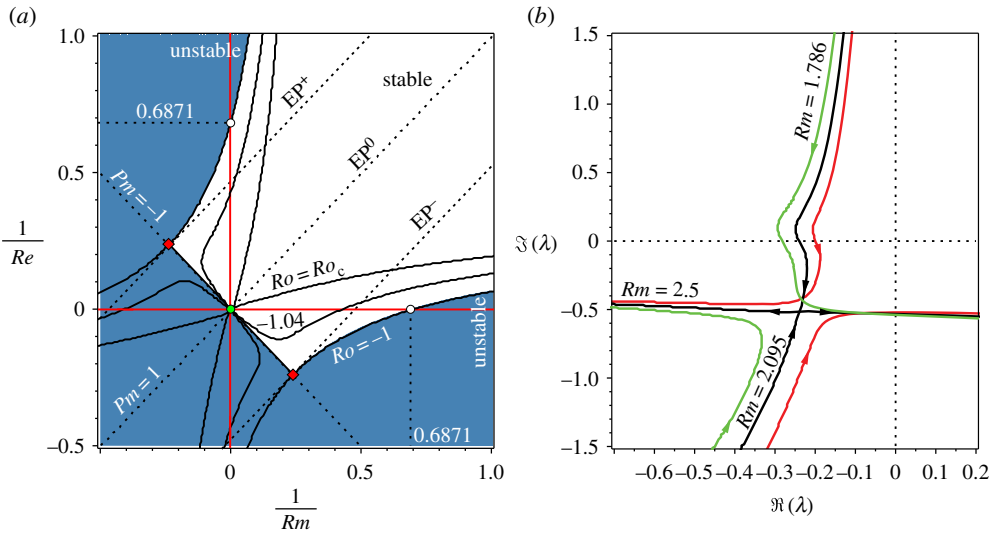 (a)
(b)
1.0
0.5
0
−0.5
1
Re
0
0.5
1.0
1
Rm
unstable
stable
EP+
EP0
EP−
0.6871
Pm = −1
Ro = Roc
−1.04
Ro = −1
unstable
Pm = 1
0.6871
1.5
1.0
0.5
0
−0.5
−1.0
−1.5
ℑ (λ)
−0.6
−0.5
−0.4
−0.3
−0.2
−0.1
0
0.1
0.2
ℜ (λ)
Rm = 1.786
Rm = 2.5
Rm = 2.095